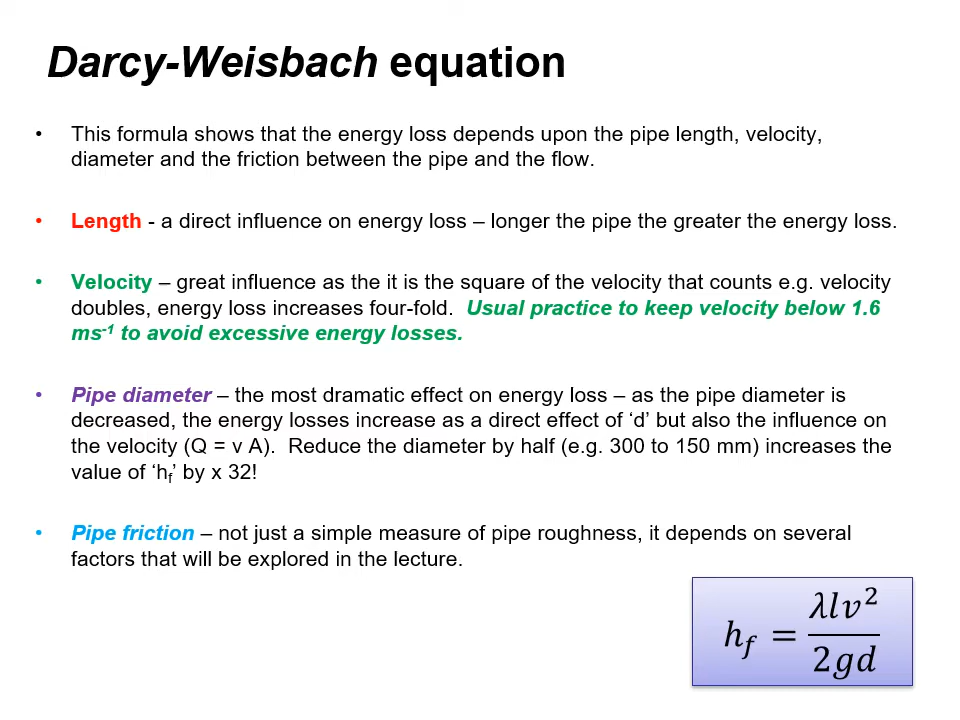 Darcy-Weisbach equation
• This formula shows that the energy loss depends upon the pipe length, velocity,
diameter and the friction between the pipe and the flow.
• Length - a direct influence on energy loss – longer the pipe the greater the energy loss.
• Velocity – great influence as the it is the square of the velocity that counts e.g. velocity
doubles, energy loss increases four-fold. Usual practice to keep velocity below 1.6
ms⁻¹ to avoid excessive energy losses.
• Pipe diameter – the most dramatic effect on energy loss – as the pipe diameter is
decreased, the energy losses increase as a direct effect of ‘d’ but also the influence on
the velocity (Q = v A). Reduce the diameter by half (e.g. 300 to 150 mm) increases the
value of ‘h_f’ by x 32!
• Pipe friction – not just a simple measure of pipe roughness, it depends on several
factors that will be explored in the lecture.
h_f = λlv² / 2gd